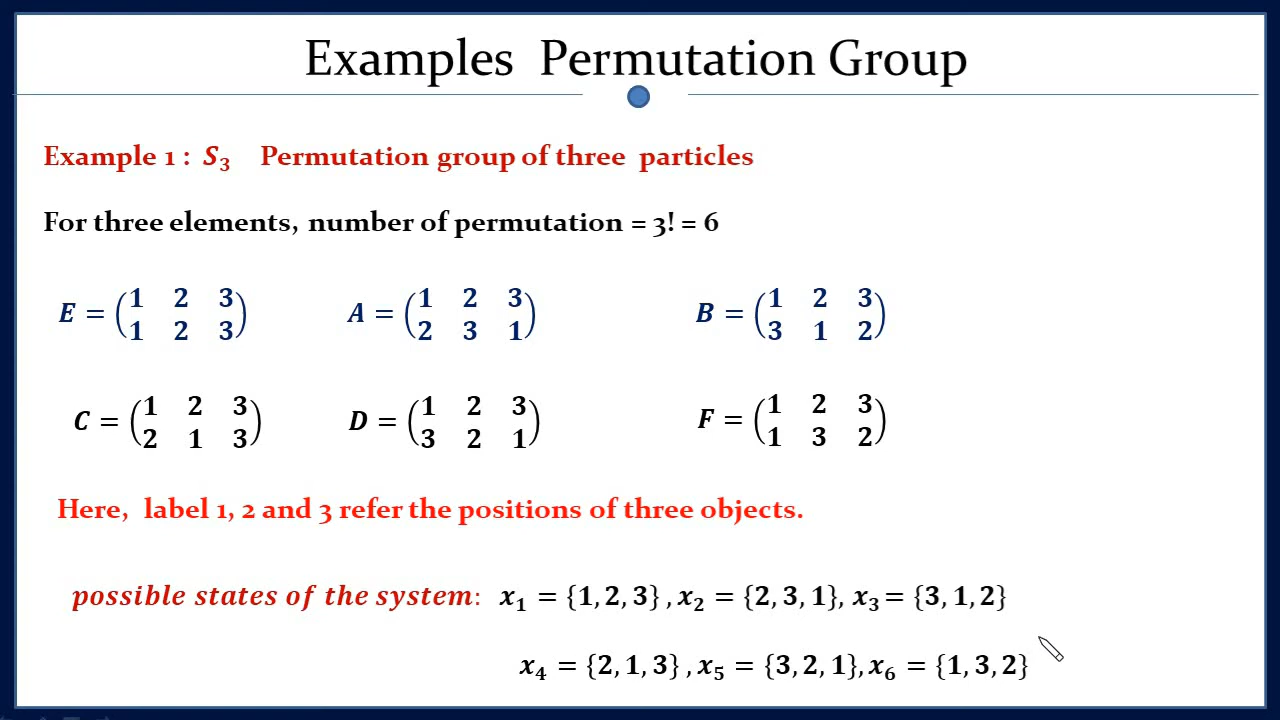 Examples Permutation Group
Example 1 : S₃ Permutation group of three particles
For three elements, number of permutation = 3! = 6
E = (1 2 3 / 1 2 3) A = (1 2 3 / 2 3 1) B = (1 2 3 / 3 1 2)
C = (1 2 3 / 2 1 3) D = (1 2 3 / 3 2 1) F = (1 2 3 / 1 3 2)
Here, label 1, 2 and 3 refer the positions of three objects.
possible states of the system: x₁ = {1, 2, 3} , x₂ = {2, 3, 1}, x₃ = {3, 1, 2}
x₄ = {2, 1, 3} , x₅ = {3, 2, 1}, x₆ = {1, 3, 2}